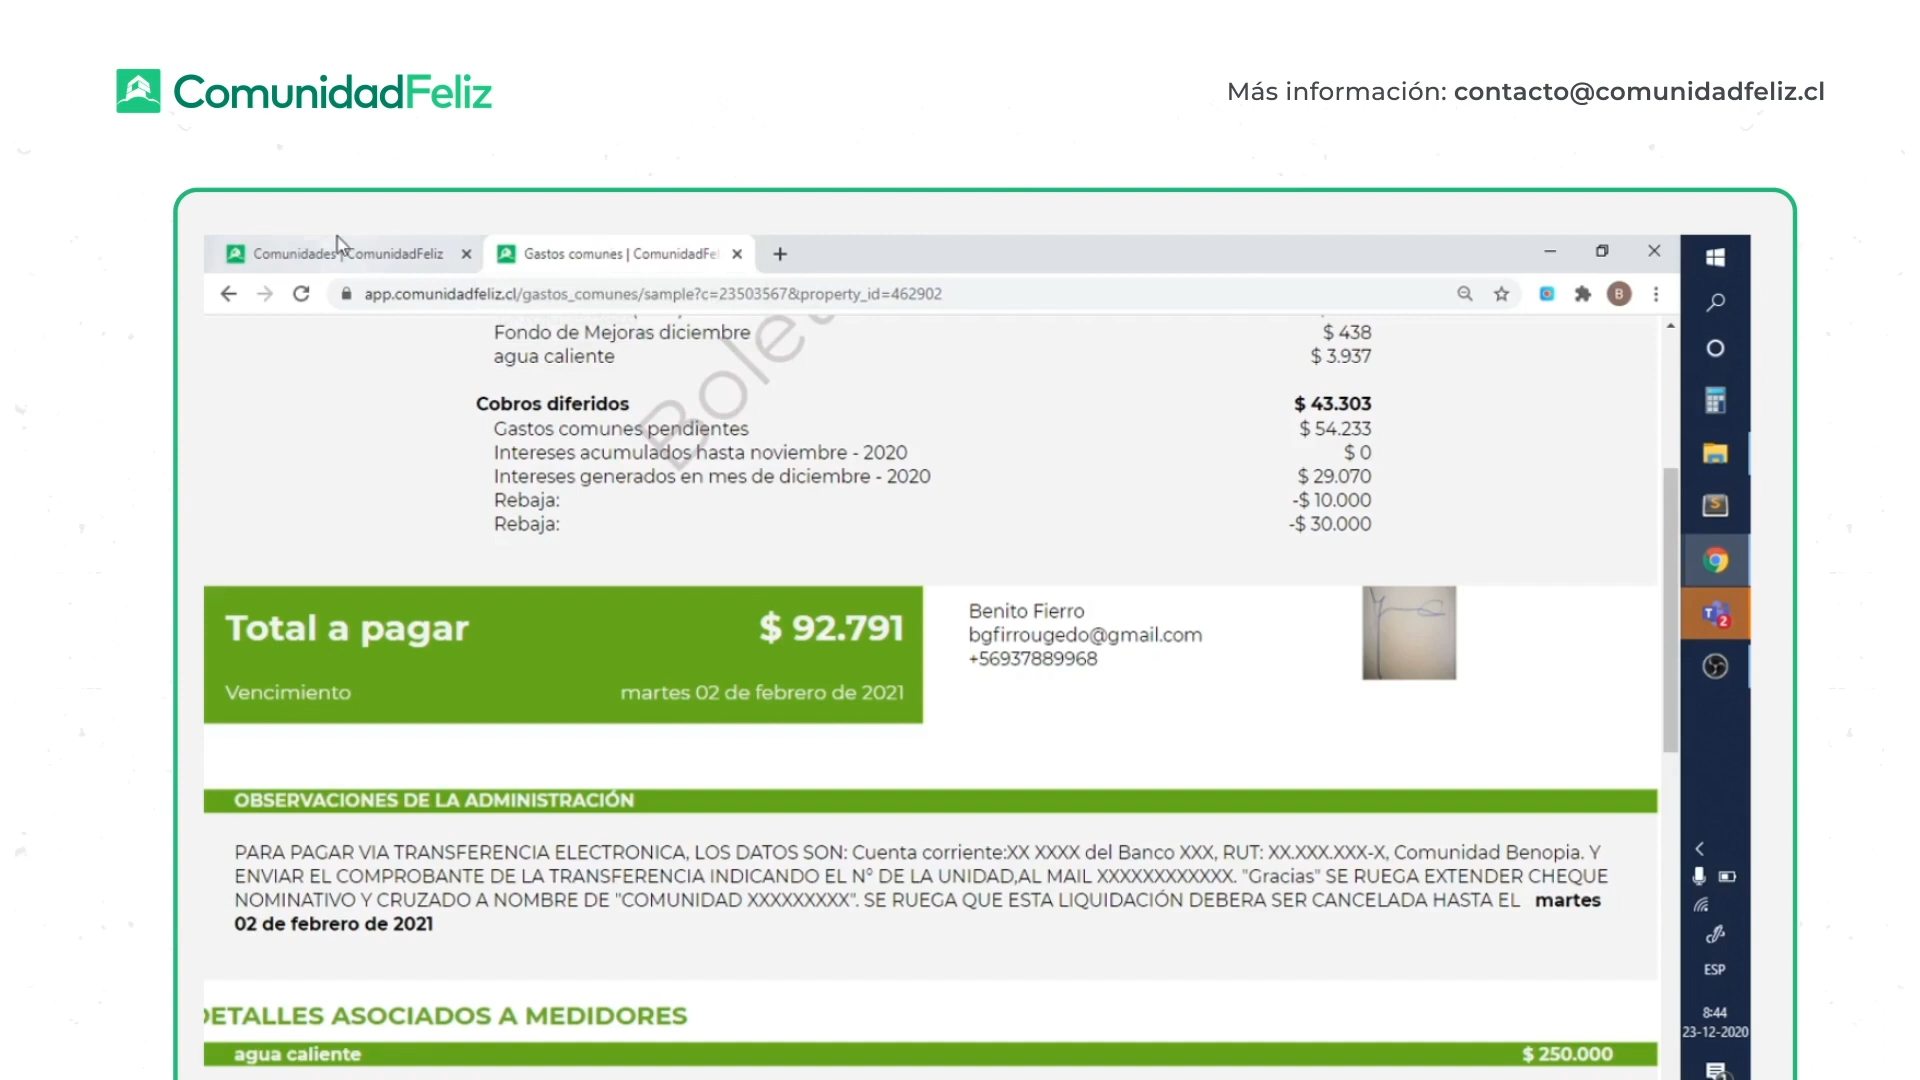 ComunidadFeliz
Más información: contacto@comunidadfeliz.cl
Comunidades | ComunidadFeliz
Gastos comunes | ComunidadFe
app.comunidadfeliz.cl/gastos_comunes/sample?c=23503567&property_id=462902
B
Fondo de Mejoras diciembre $ 438
agua caliente $ 3.937
Bolet
Cobros diferidos $ 43.303
Gastos comunes pendientes $ 54.233
Intereses acumulados hasta noviembre - 2020 $ 0
Intereses generados en mes de diciembre - 2020 $ 29.070
Rebaja: -$ 10.000
Rebaja: -$ 30.000
Total a pagar $ 92.791
Vencimiento martes 02 de febrero de 2021
Benito Fierro
bgfirrougedo@gmail.com
+56937889968
OBSERVACIONES DE LA ADMINISTRACIÓN
PARA PAGAR VIA TRANSFERENCIA ELECTRONICA, LOS DATOS SON: Cuenta corriente:XX XXXX del Banco XXX, RUT: XX.XXX.XXX-X, Comunidad Benopia. Y
ENVIAR EL COMPROBANTE DE LA TRANSFERENCIA INDICANDO EL N° DE LA UNIDAD,AL MAIL XXXXXXXXXXXX. "Gracias" SE RUEGA EXTENDER CHEQUE
NOMINATIVO Y CRUZADO A NOMBRE DE "COMUNIDAD XXXXXXXXX". SE RUEGA QUE ESTA LIQUIDACIÓN DEBERA SER CANCELADA HASTA EL martes
02 de febrero de 2021
DETALLES ASOCIADOS A MEDIDORES
agua caliente $ 250.000
ESP
8:44
23-12-2020